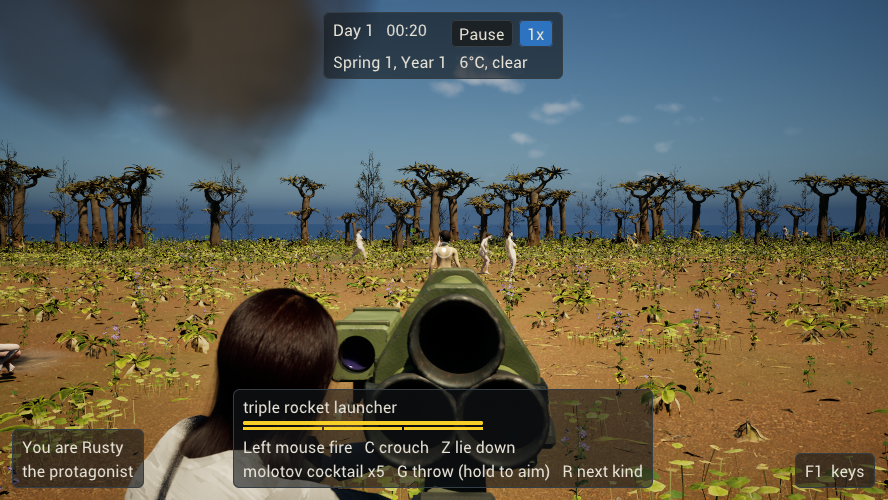 Day 1 00:20 Pause 1x
Spring 1, Year 1 6°C, clear
triple rocket launcher
Left mouse fire C crouch Z lie down
molotov cocktail x5 G throw (hold to aim) R next kind
You are Rusty
the protagonist
F1 keys